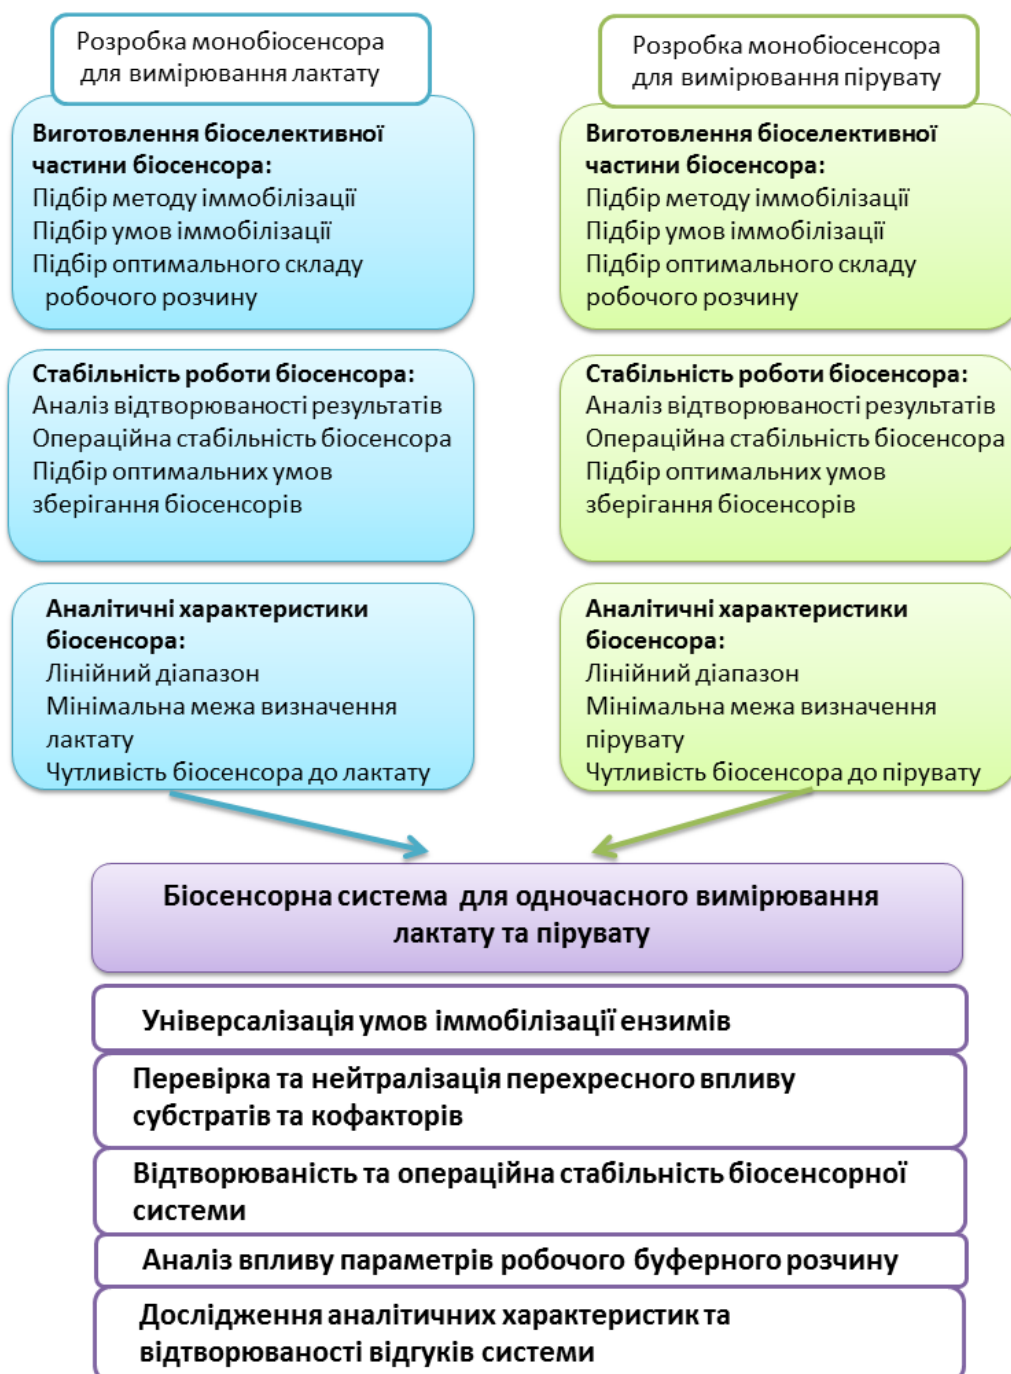 Розробка монобіосенсора
для вимірювання лактату
Виготовлення біоселективної
частини біосенсора:
Підбір методу іммобілізації
Підбір умов іммобілізації
Підбір оптимального складу
робочого розчину
Стабільність роботи біосенсора:
Аналіз відтворюваності результатів
Операційна стабільність біосенсора
Підбір оптимальних умов
зберігання біосенсорів
Аналітичні характеристики
біосенсора:
Лінійний діапазон
Мінімальна межа визначення
лактату
Чутливість біосенсора до лактату
Розробка монобіосенсора
для вимірювання пірувату
Виготовлення біоселективної
частини біосенсора:
Підбір методу іммобілізації
Підбір умов іммобілізації
Підбір оптимального складу
робочого розчину
Стабільність роботи біосенсора:
Аналіз відтворюваності результатів
Операційна стабільність біосенсора
Підбір оптимальних умов
зберігання біосенсорів
Аналітичні характеристики
біосенсора:
Лінійний діапазон
Мінімальна межа визначення
пірувату
Чутливість біосенсора до пірувату
Біосенсорна система для одночасного вимірювання
лактату та пірувату
Універсалізація умов іммобілізації ензимів
Перевірка та нейтралізація перехресного впливу
субстратів та кофакторів
Відтворюваність та операційна стабільність біосенсорної
системи
Аналіз впливу параметрів робочого буферного розчину
Дослідження аналітичних характеристик та
відтворюваності відгуків системи